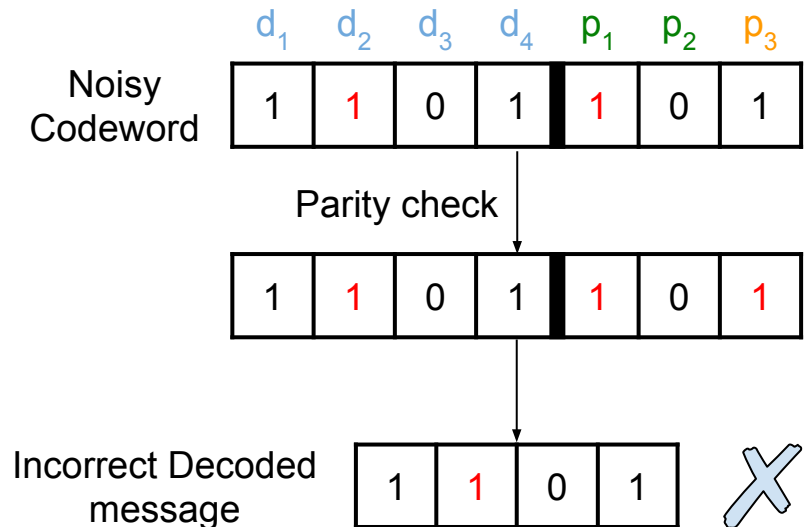 d1 d2 d3 d4 p1 p2 p3
Noisy
Codeword
1 1 0 1 1 0 1
Parity check
1 1 0 1 1 0 1
Incorrect Decoded
message
1 1 0 1